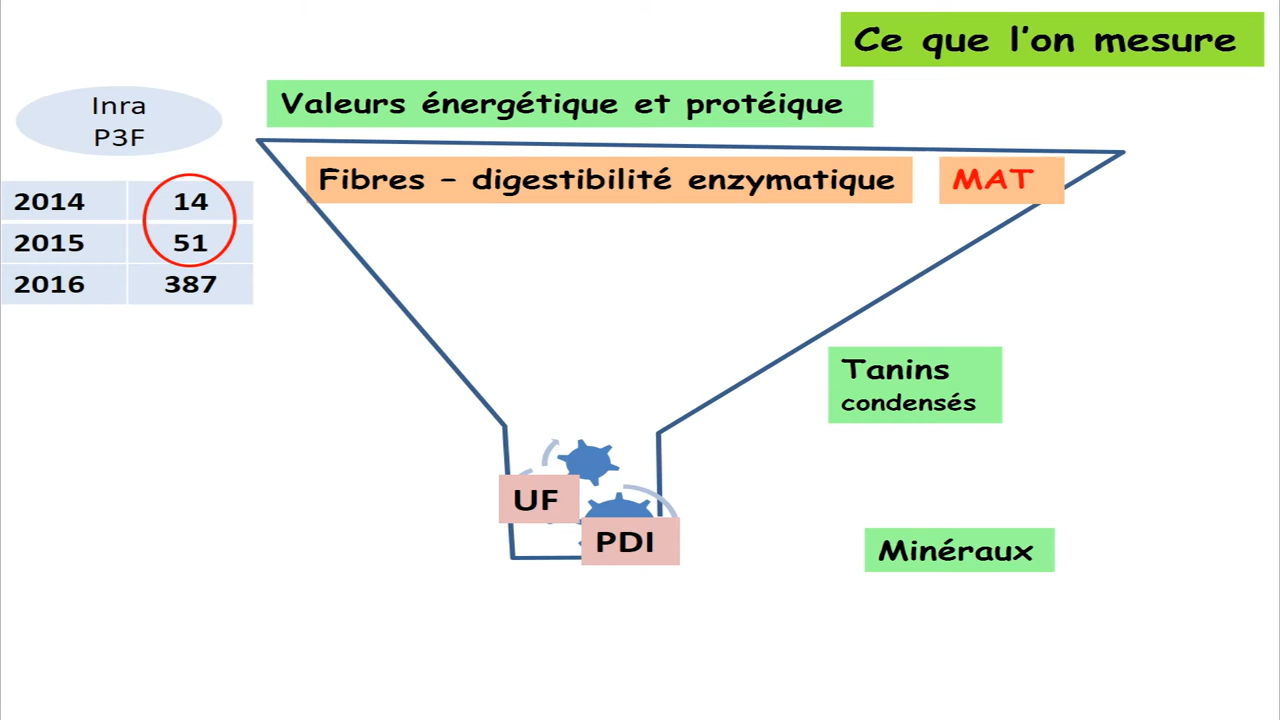 Ce que l'on mesure
Inra
P3F
Valeurs énergétique et protéique
Fibres – digestibilité enzymatique
MAT
2014 14
2015 51
2016 387
Tanins
condensés
UF
PDI
Minéraux